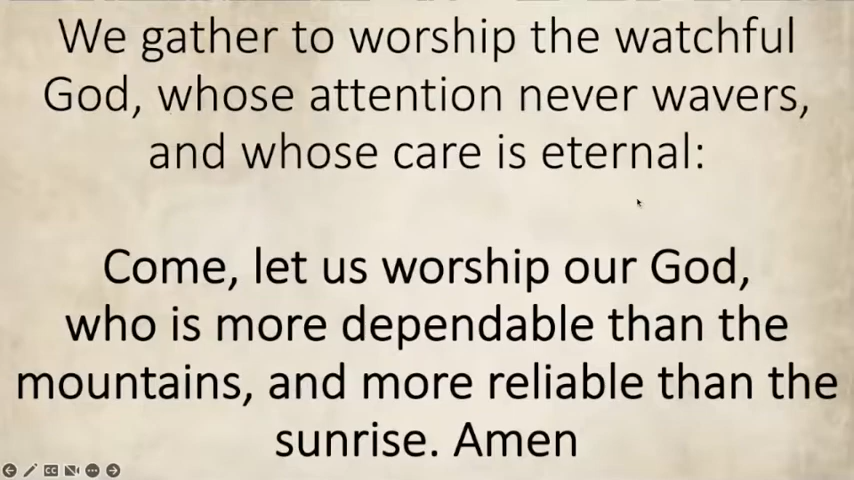 We gather to worship the watchful
God, whose attention never wavers,
and whose care is eternal:
Come, let us worship our God,
who is more dependable than the
mountains, and more reliable than the
sunrise. Amen
CC